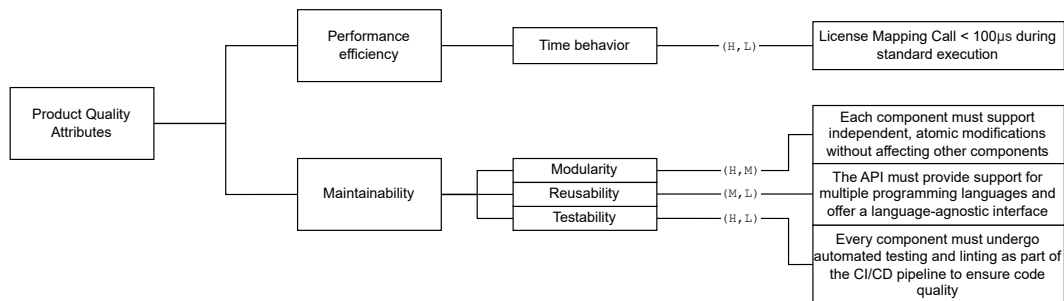 Product Quality
Attributes
Performance
efficiency
Time behavior
(H,L)
License Mapping Call < 100μs during
standard execution
Maintainability
Modularity
(H,M)
Each component must support
independent, atomic modifications
without affecting other components
Reusability
(M,L)
The API must provide support for
multiple programming languages and
offer a language-agnostic interface
Testability
(H,L)
Every component must undergo
automated testing and linting as part of
the CI/CD pipeline to ensure code
quality